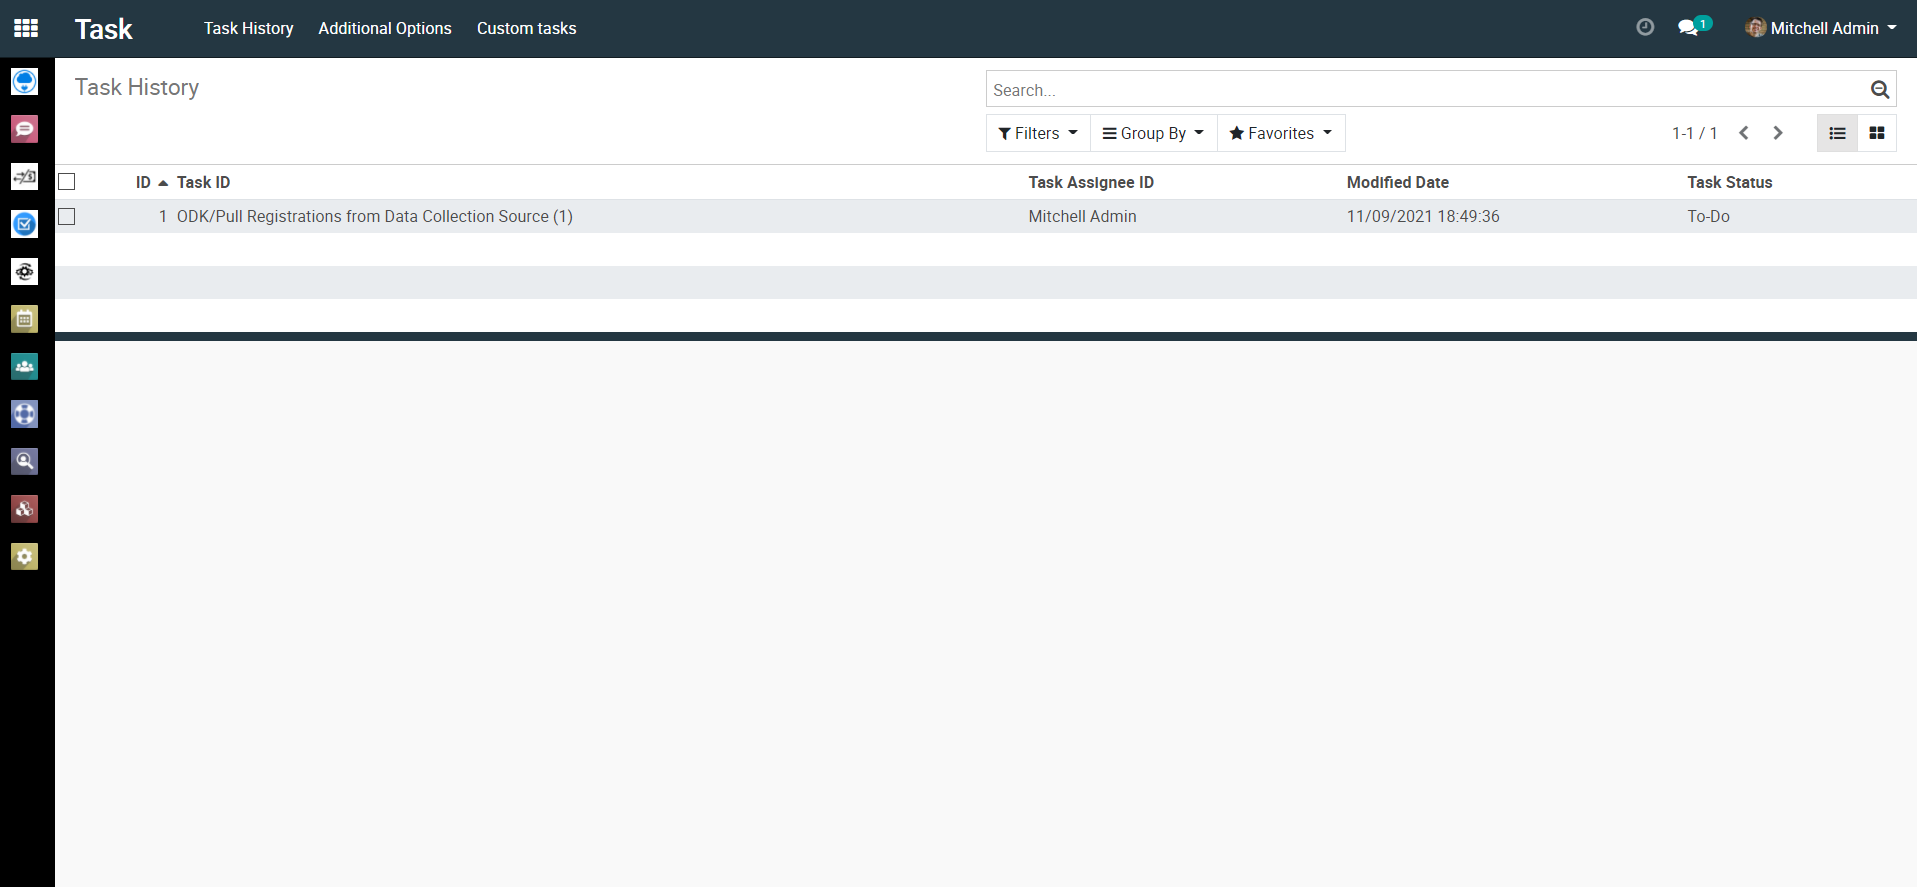 Task
Task History
Additional Options
Custom tasks
1
Mitchell Admin
Task History
Search...
Filters
Group By
Favorites
1-1 / 1
ID Task ID Task Assignee ID Modified Date Task Status
1 ODK/Pull Registrations from Data Collection Source (1) Mitchell Admin 11/09/2021 18:49:36 To-Do